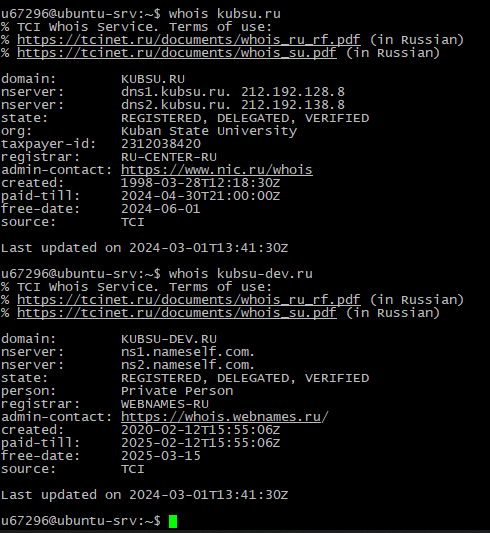 u67296@ubuntu-srv:~$ whois kubsu.ru
% TCI Whois Service. Terms of use:
% https://tcinet.ru/documents/whois_ru_rf.pdf (in Russian)
% https://tcinet.ru/documents/whois_su.pdf (in Russian)

domain:        KUBSU.RU
nserver:       dns1.kubsu.ru. 212.192.128.8
nserver:       dns2.kubsu.ru. 212.192.138.8
state:         REGISTERED, DELEGATED, VERIFIED
org:           Kuban State University
taxpayer-id:   2312038420
registrar:     RU-CENTER-RU
admin-contact: https://www.nic.ru/whois
created:       1998-03-28T12:18:30Z
paid-till:     2024-04-30T21:00:00Z
free-date:     2024-06-01
source:        TCI

Last updated on 2024-03-01T13:41:30Z

u67296@ubuntu-srv:~$ whois kubsu-dev.ru
% TCI Whois Service. Terms of use:
% https://tcinet.ru/documents/whois_ru_rf.pdf (in Russian)
% https://tcinet.ru/documents/whois_su.pdf (in Russian)

domain:        KUBSU-DEV.RU
nserver:       ns1.nameself.com.
nserver:       ns2.nameself.com.
state:         REGISTERED, DELEGATED, VERIFIED
person:        Private Person
registrar:     WEBNAMES-RU
admin-contact: https://whois.webnames.ru/
created:       2020-02-12T15:55:06Z
paid-till:     2025-02-12T15:55:06Z
free-date:     2025-03-15
source:        TCI

Last updated on 2024-03-01T13:41:30Z

u67296@ubuntu-srv:~$